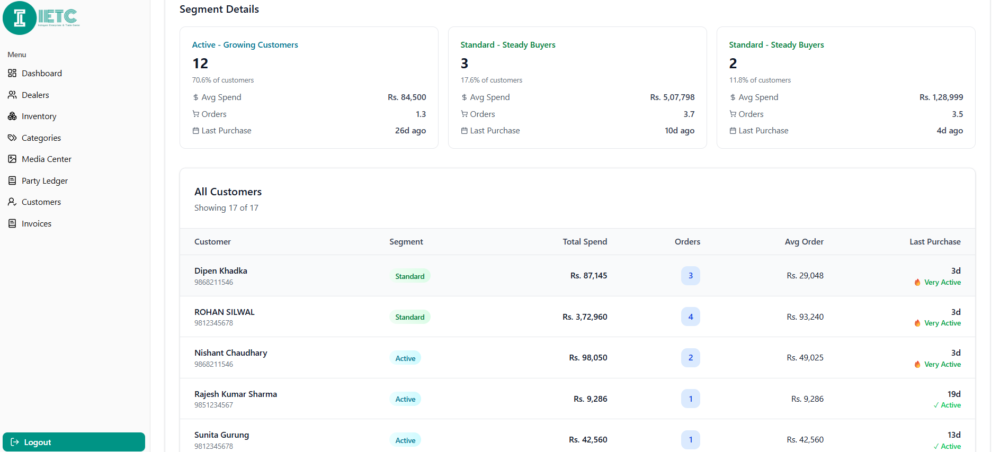 IETC
Indrayani Enterprises & Trade Center
Menu
Dashboard
Dealers
Inventory
Categories
Media Center
Party Ledger
Customers
Invoices
Logout
Segment Details
Active - Growing Customers
12
70.6% of customers
$ Avg Spend Rs. 84,500
Orders 1.3
Last Purchase 26d ago
Standard - Steady Buyers
3
17.6% of customers
$ Avg Spend Rs. 5,07,798
Orders 3.7
Last Purchase 10d ago
Standard - Steady Buyers
2
11.8% of customers
$ Avg Spend Rs. 1,28,999
Orders 3.5
Last Purchase 4d ago
All Customers
Showing 17 of 17
Customer Segment Total Spend Orders Avg Order Last Purchase
Dipen Khadka Standard Rs. 87,145 3 Rs. 29,048 3d
9868211546 🔥 Very Active
ROHAN SILWAL Standard Rs. 3,72,960 4 Rs. 93,240 3d
9812345678 🔥 Very Active
Nishant Chaudhary Active Rs. 98,050 2 Rs. 49,025 3d
9868211546 🔥 Very Active
Rajesh Kumar Sharma Active Rs. 9,286 1 Rs. 9,286 19d
9851234567 ✓ Active
Sunita Gurung Active Rs. 42,560 1 Rs. 42,560 13d
9812345678 ✓ Active